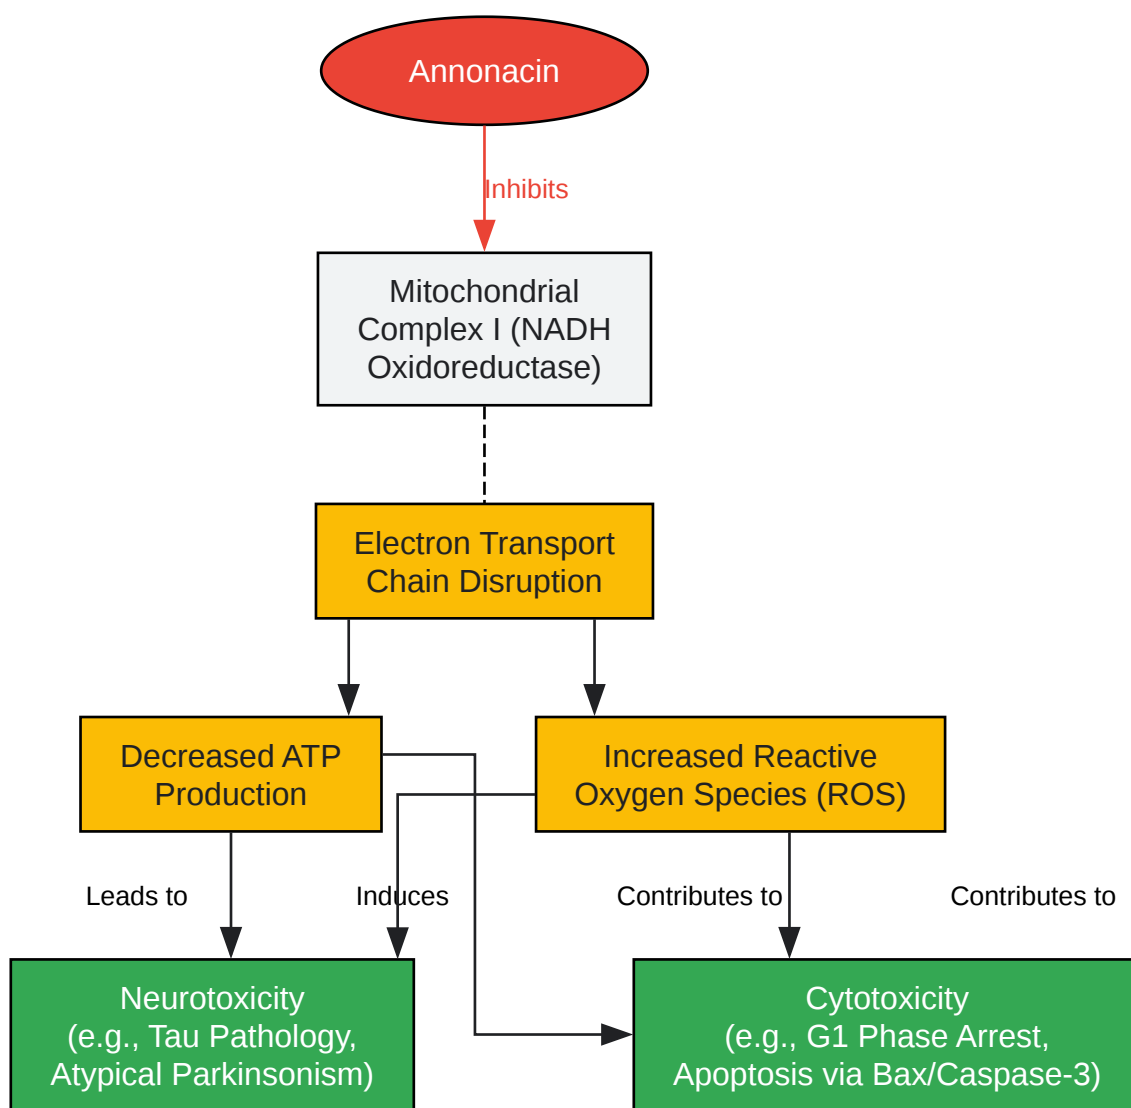 Annonacin
Inhibits
Mitochondrial
Complex I (NADH
Oxidoreductase)
Electron Transport
Chain Disruption
Decreased ATP
Production
Increased Reactive
Oxygen Species (ROS)
Leads to
Induces
Contributes to
Contributes to
Neurotoxicity
(e.g., Tau Pathology,
Atypical Parkinsonism)
Cytotoxicity
(e.g., G1 Phase Arrest,
Apoptosis via Bax/Caspase-3)